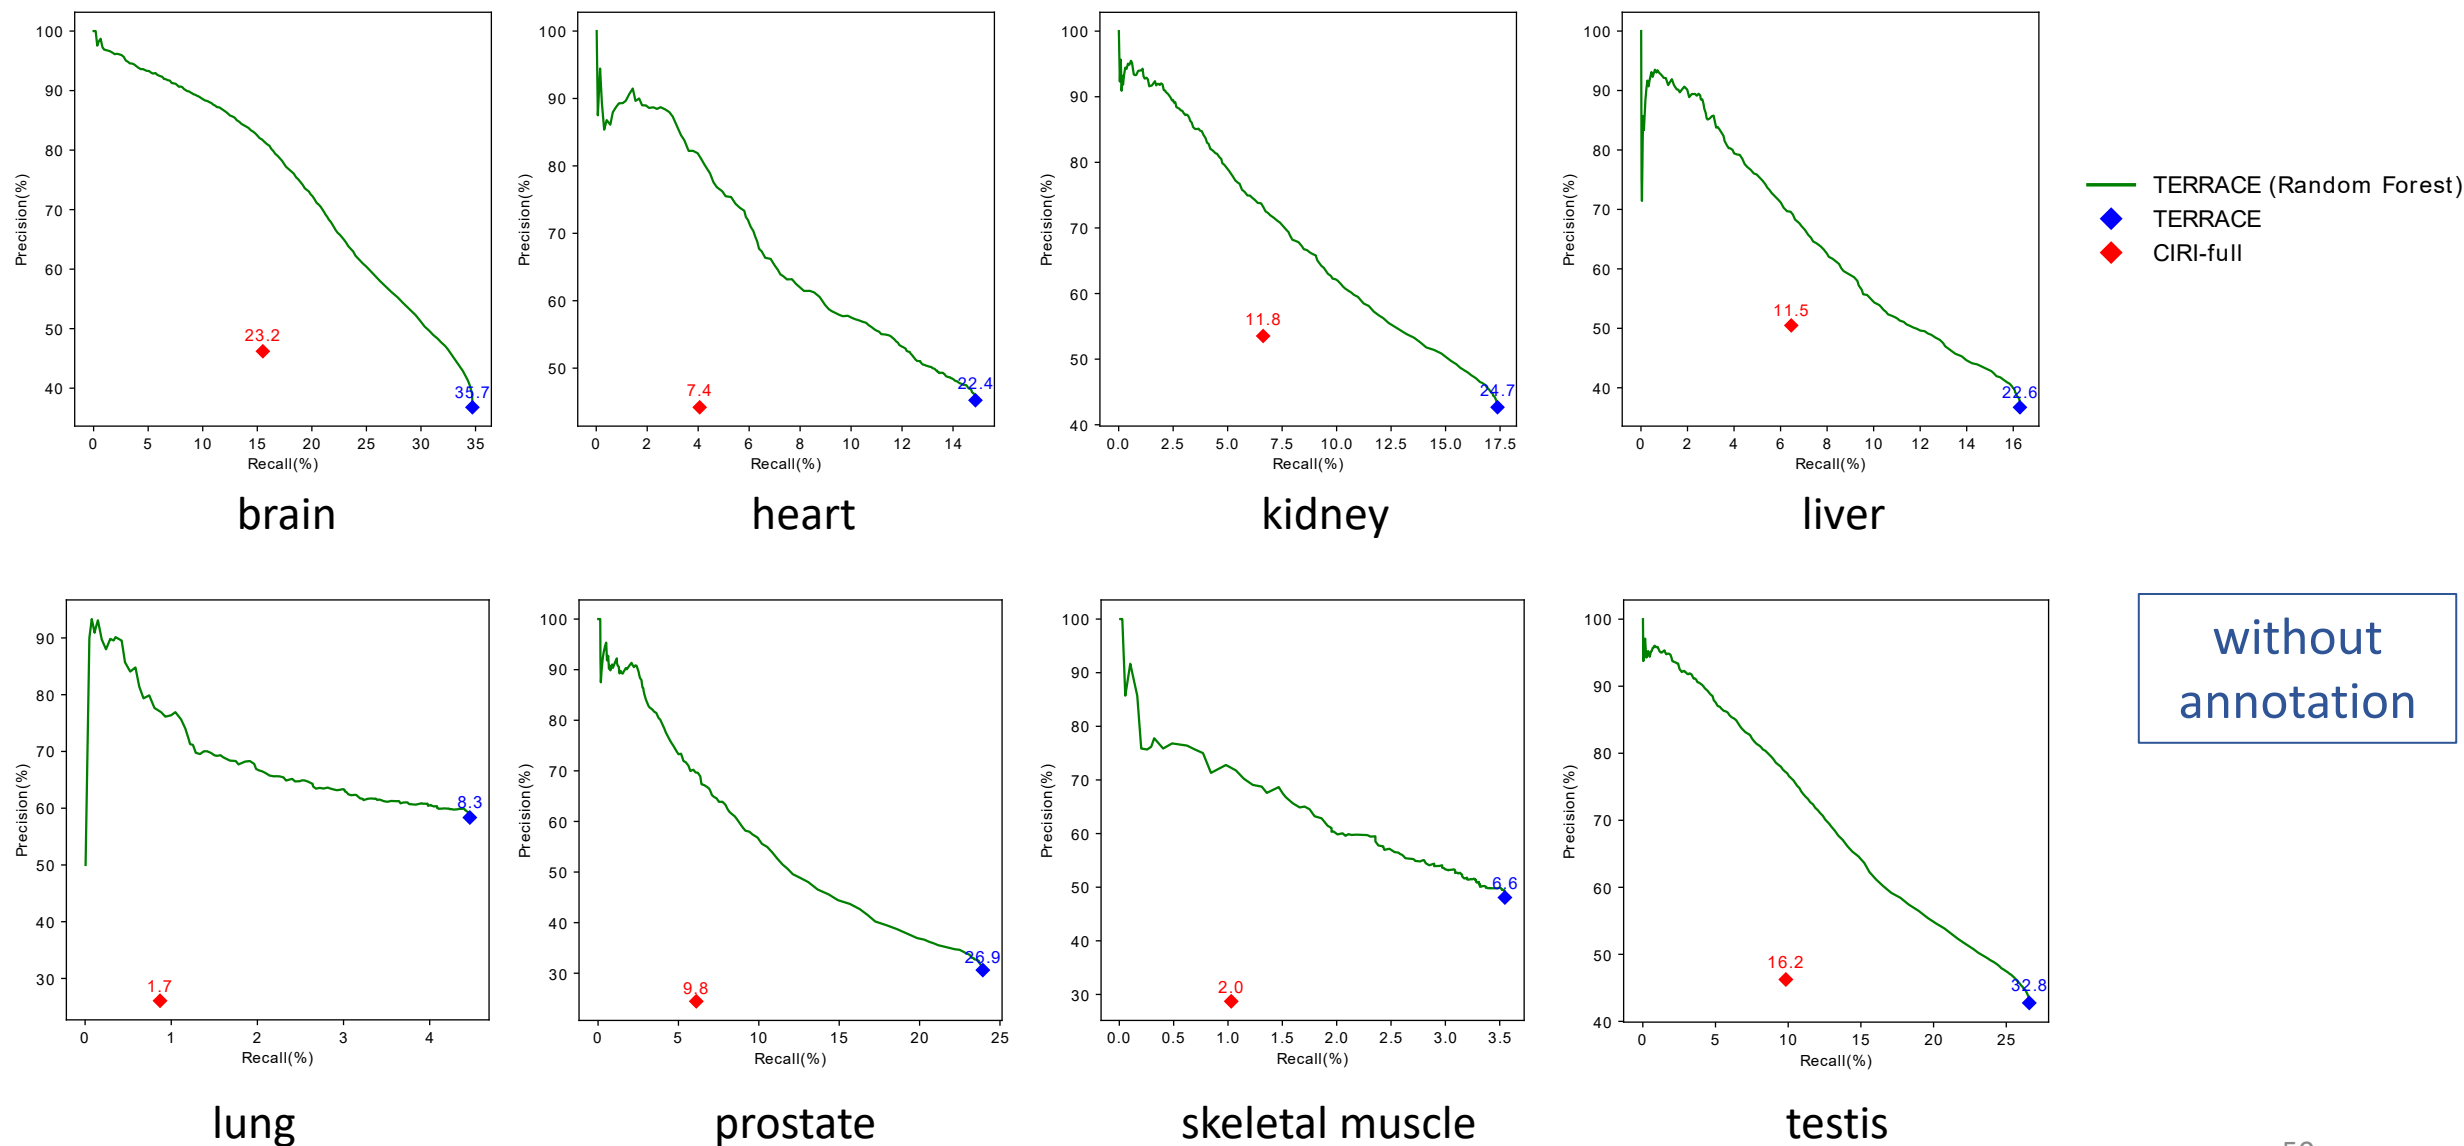 100
90
80
70
60
50
40
Precision(%)
23.2
35.7
0 5 10 15 20 25 30 35
Recall(%)
brain
100
90
80
70
60
50
Precision(%)
7.4
22.4
0 2 4 6 8 10 12 14
Recall(%)
heart
100
90
80
70
60
50
40
Precision(%)
11.8
24.7
0.0 2.5 5.0 7.5 10.0 12.5 15.0 17.5
Recall(%)
kidney
100
90
80
70
60
50
40
Precision(%)
11.5
22.6
0 2 4 6 8 10 12 14 16
Recall(%)
liver
TERRACE (Random Forest)
TERRACE
CIRI-full
90
80
70
60
50
40
30
Precision(%)
8.3
1.7
0 1 2 3 4
Recall(%)
lung
100
90
80
70
60
50
40
30
Precision(%)
26.9
9.8
0 5 10 15 20 25
Recall(%)
prostate
100
90
80
70
60
50
40
30
Precision(%)
6.6
2.0
0.0 0.5 1.0 1.5 2.0 2.5 3.0 3.5
Recall(%)
skeletal muscle
100
90
80
70
60
50
40
Precision(%)
16.2
32.8
0 5 10 15 20 25
Recall(%)
testis
without
annotation